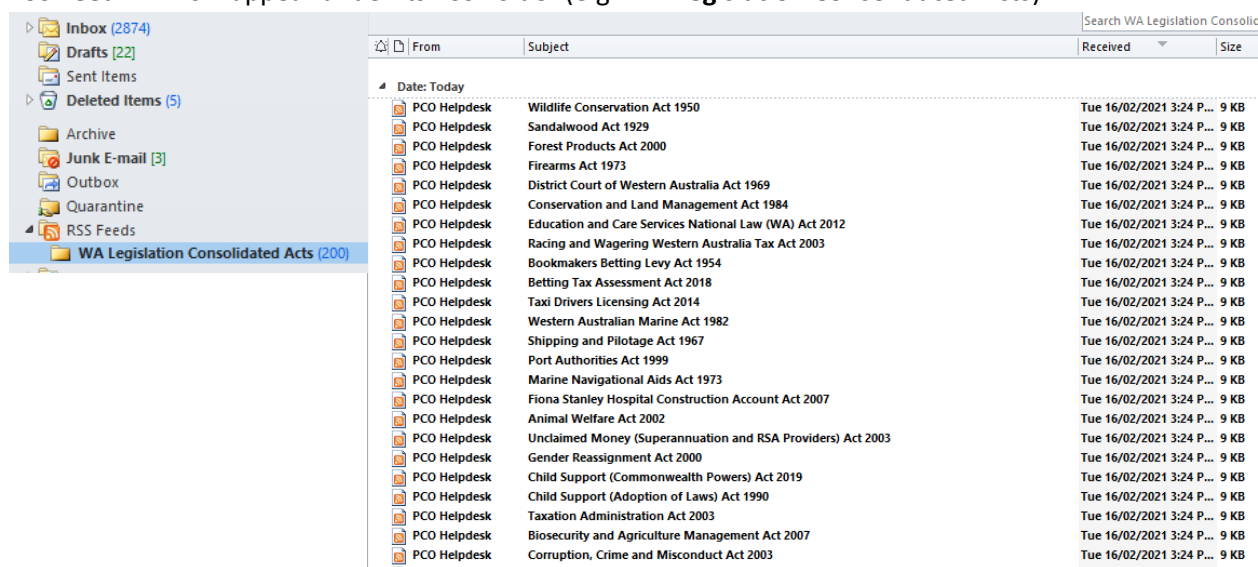 Inbox (2874)
Drafts [22]
Sent Items
Deleted Items (5)
Archive
Junk E-mail [3]
Outbox
Quarantine
RSS Feeds
WA Legislation Consolidated Acts (200)
Search WA Legislation
From Subject Received Size
Date: Today
PCO Helpdesk Wildlife Conservation Act 1950 Tue 16/02/2021 3:24 P... 9 KB
PCO Helpdesk Sandalwood Act 1929 Tue 16/02/2021 3:24 P... 9 KB
PCO Helpdesk Forest Products Act 2000 Tue 16/02/2021 3:24 P... 9 KB
PCO Helpdesk Firearms Act 1973 Tue 16/02/2021 3:24 P... 9 KB
PCO Helpdesk District Court of Western Australia Act 1969 Tue 16/02/2021 3:24 P... 9 KB
PCO Helpdesk Conservation and Land Management Act 1984 Tue 16/02/2021 3:24 P... 9 KB
PCO Helpdesk Education and Care Services National Law (WA) Act 2012 Tue 16/02/2021 3:24 P... 9 KB
PCO Helpdesk Racing and Wagering Western Australia Tax Act 2003 Tue 16/02/2021 3:24 P... 9 KB
PCO Helpdesk Bookmakers Betting Levy Act 1954 Tue 16/02/2021 3:24 P... 9 KB
PCO Helpdesk Betting Tax Assessment Act 2018 Tue 16/02/2021 3:24 P... 9 KB
PCO Helpdesk Taxi Drivers Licensing Act 2014 Tue 16/02/2021 3:24 P... 9 KB
PCO Helpdesk Western Australian Marine Act 1982 Tue 16/02/2021 3:24 P... 9 KB
PCO Helpdesk Shipping and Pilotage Act 1967 Tue 16/02/2021 3:24 P... 9 KB
PCO Helpdesk Port Authorities Act 1999 Tue 16/02/2021 3:24 P... 9 KB
PCO Helpdesk Marine Navigational Aids Act 1973 Tue 16/02/2021 3:24 P... 9 KB
PCO Helpdesk Fiona Stanley Hospital Construction Account Act 2007 Tue 16/02/2021 3:24 P... 9 KB
PCO Helpdesk Animal Welfare Act 2002 Tue 16/02/2021 3:24 P... 9 KB
PCO Helpdesk Unclaimed Money (Superannuation and RSA Providers) Act 2003 Tue 16/02/2021 3:24 P... 9 KB
PCO Helpdesk Gender Reassignment Act 2000 Tue 16/02/2021 3:24 P... 9 KB
PCO Helpdesk Child Support (Commonwealth Powers) Act 2019 Tue 16/02/2021 3:24 P... 9 KB
PCO Helpdesk Child Support (Adoption of Laws) Act 1990 Tue 16/02/2021 3:24 P... 9 KB
PCO Helpdesk Taxation Administration Act 2003 Tue 16/02/2021 3:24 P... 9 KB
PCO Helpdesk Biosecurity and Agriculture Management Act 2007 Tue 16/02/2021 3:24 P... 9 KB
PCO Helpdesk Corruption, Crime and Misconduct Act 2003 Tue 16/02/2021 3:24 P... 9 KB